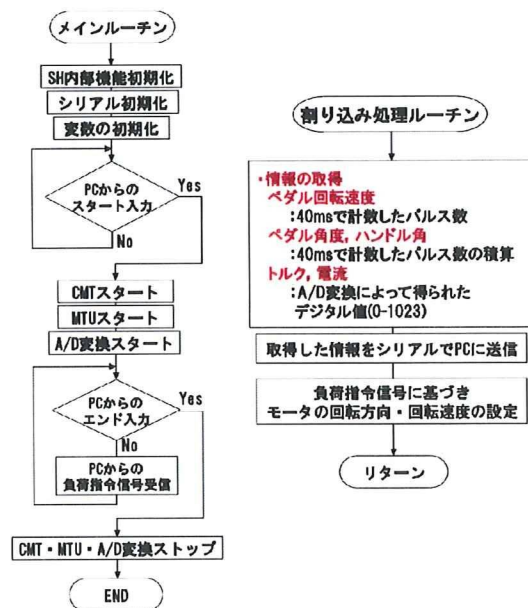 メインルーチン
SH内部機能初期化
シリアル初期化
変数の初期化
PCからの
スタート入力
Yes
No
CMTスタート
MTUスタート
A/D変換スタート
PCからの
エンド入力
Yes
No
PCからの
負荷指令信号受信
CMT・MTU・A/D変換ストップ
END
割り込み処理ルーチン
・情報の取得
ペダル回転速度
:40msで計数したパルス数
ペダル角度,ハンドル角
:40msで計数したパルス数の積算
トルク,電流
:A/D変換によって得られた
デジタル値(0-1023)
取得した情報をシリアルでPCに送信
負荷指令信号に基づき
モータの回転方向・回転速度の設定
リターン